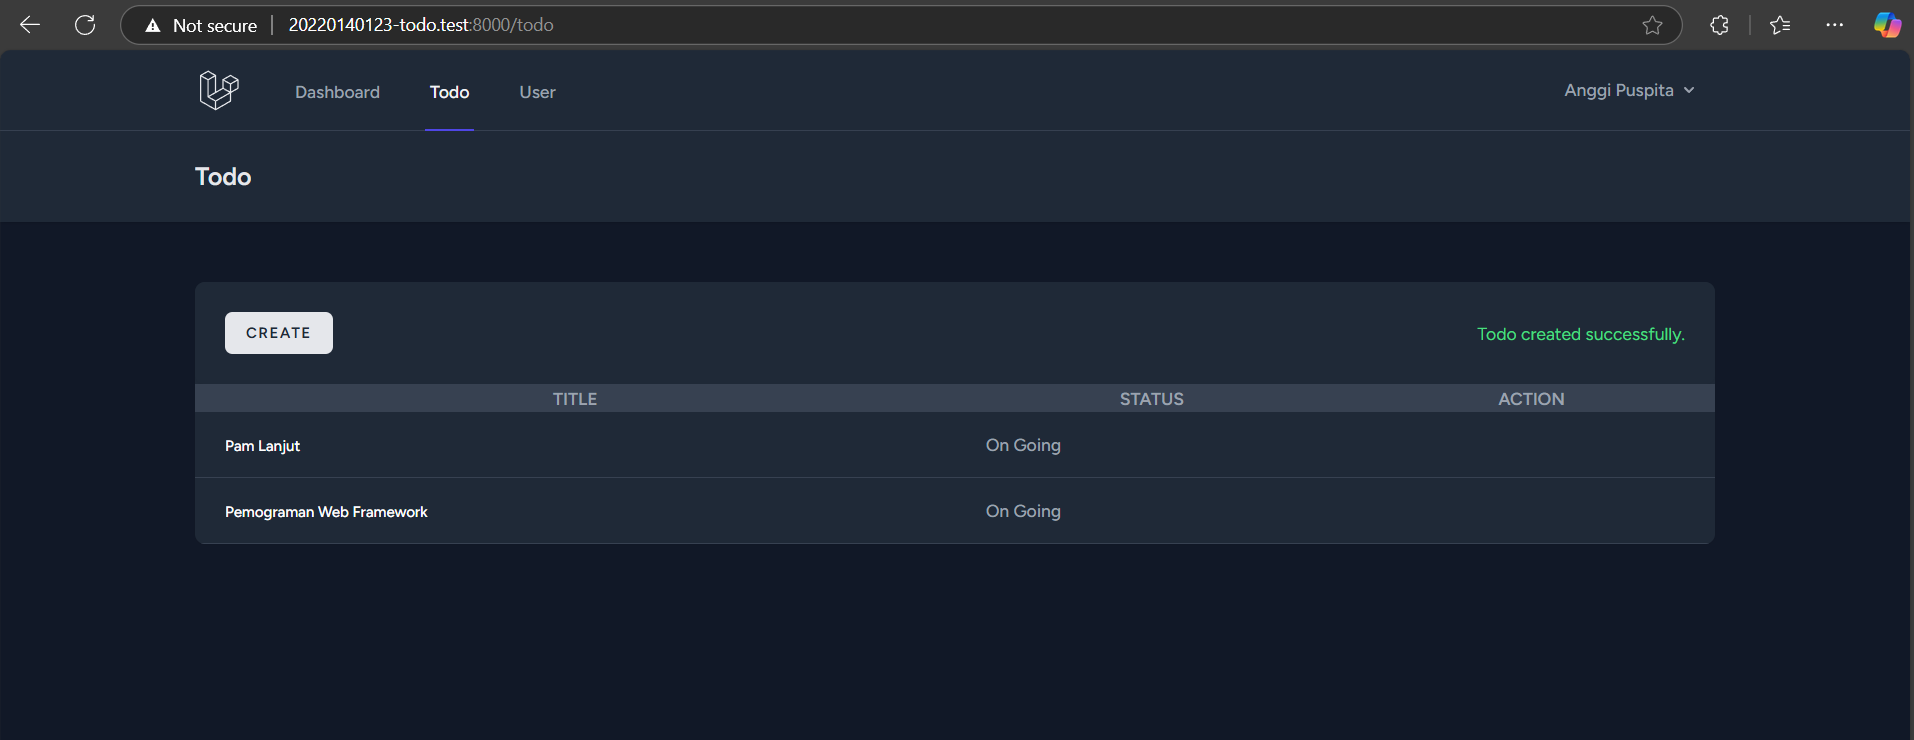 Not secure 20220140123-todo.test:8000/todo
Dashboard Todo User Anggi Puspita
Todo
CREATE Todo created successfully.
TITLE STATUS ACTION
Pam Lanjut On Going
Pemograman Web Framework On Going